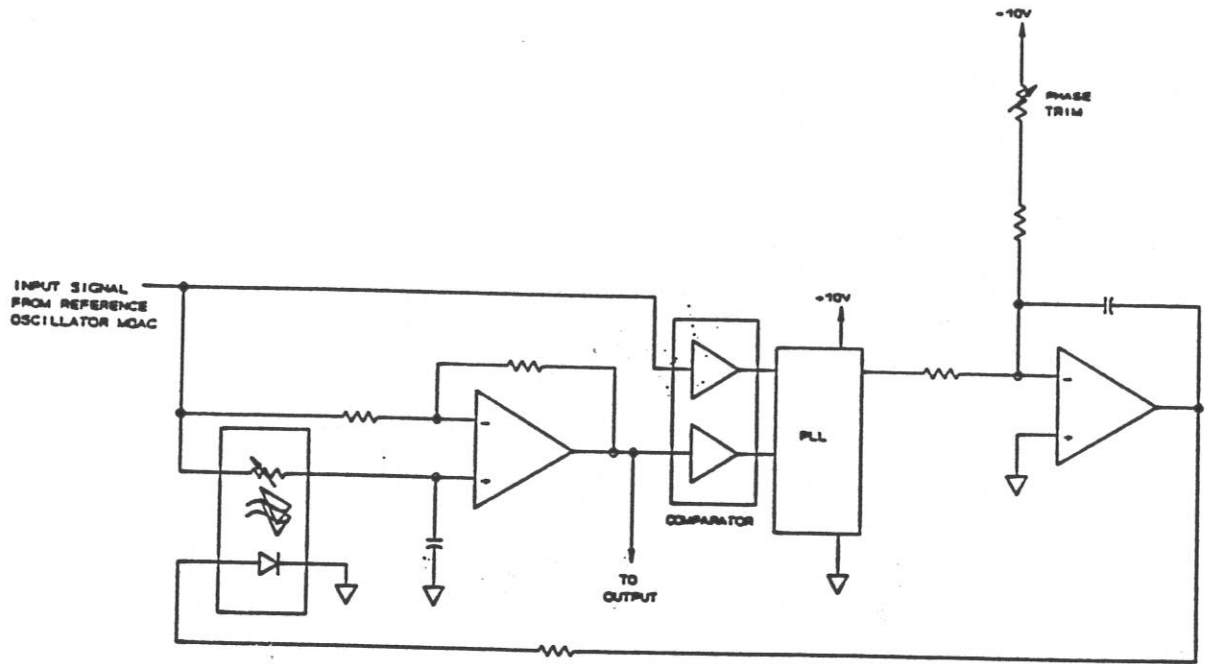 -10V
PHASE
TRIM
INPUT SIGNAL
FROM REFERENCE
OSCILLATOR MDAC
+10V
-
+
PLL
-
+
COMPARATOR
TO
OUTPUT